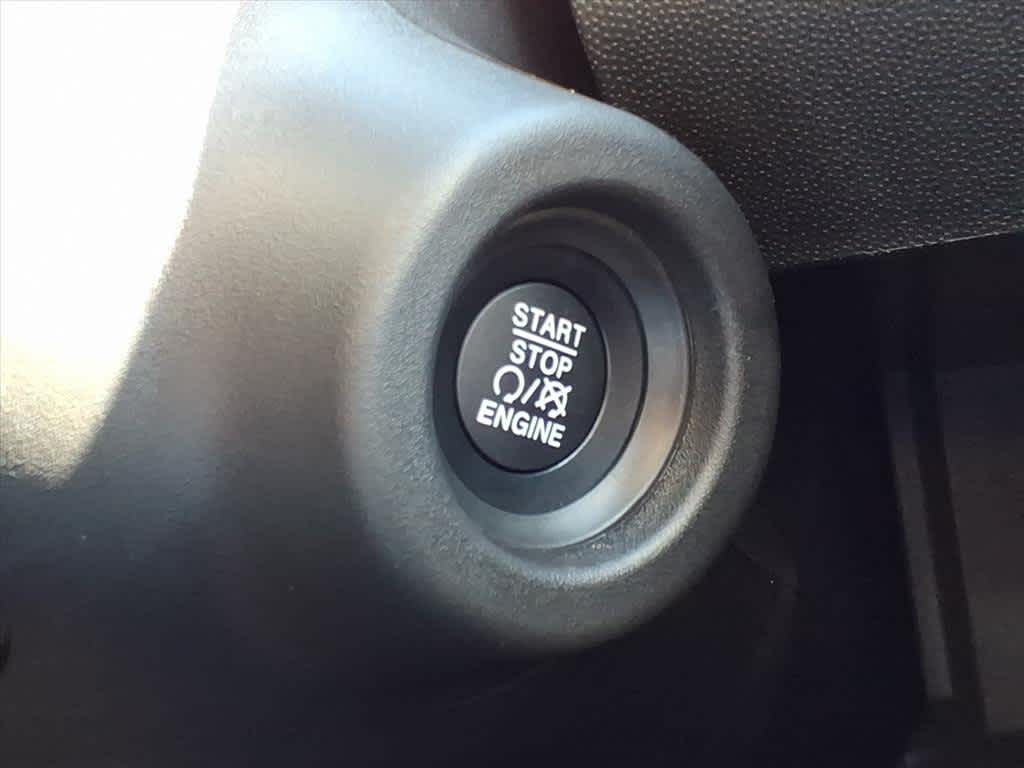 START
STOP
/
ENGINE